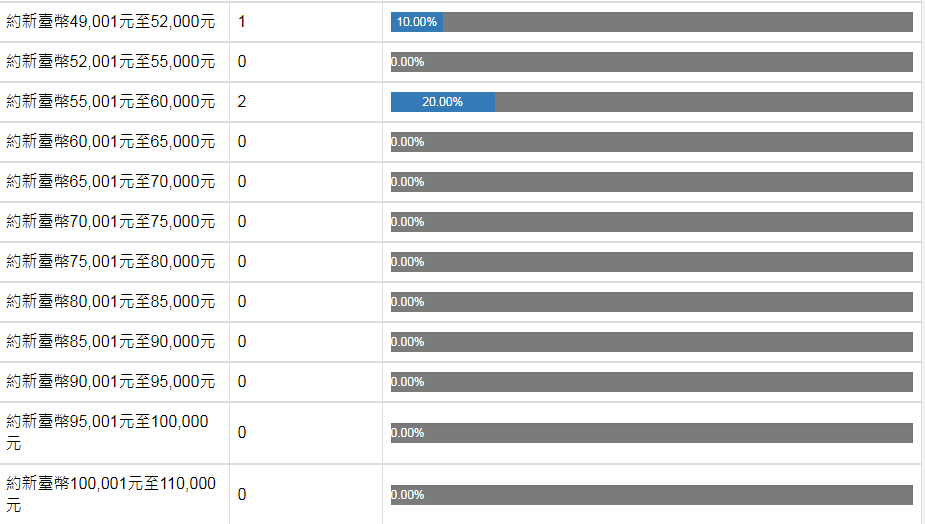 約新臺幣49,001元至52,000元 1 10.00%
約新臺幣52,001元至55,000元 0 0.00%
約新臺幣55,001元至60,000元 2 20.00%
約新臺幣60,001元至65,000元 0 0.00%
約新臺幣65,001元至70,000元 0 0.00%
約新臺幣70,001元至75,000元 0 0.00%
約新臺幣75,001元至80,000元 0 0.00%
約新臺幣80,001元至85,000元 0 0.00%
約新臺幣85,001元至90,000元 0 0.00%
約新臺幣90,001元至95,000元 0 0.00%
約新臺幣95,001元至100,000
元 0 0.00%
約新臺幣100,001元至110,000
元 0 0.00%